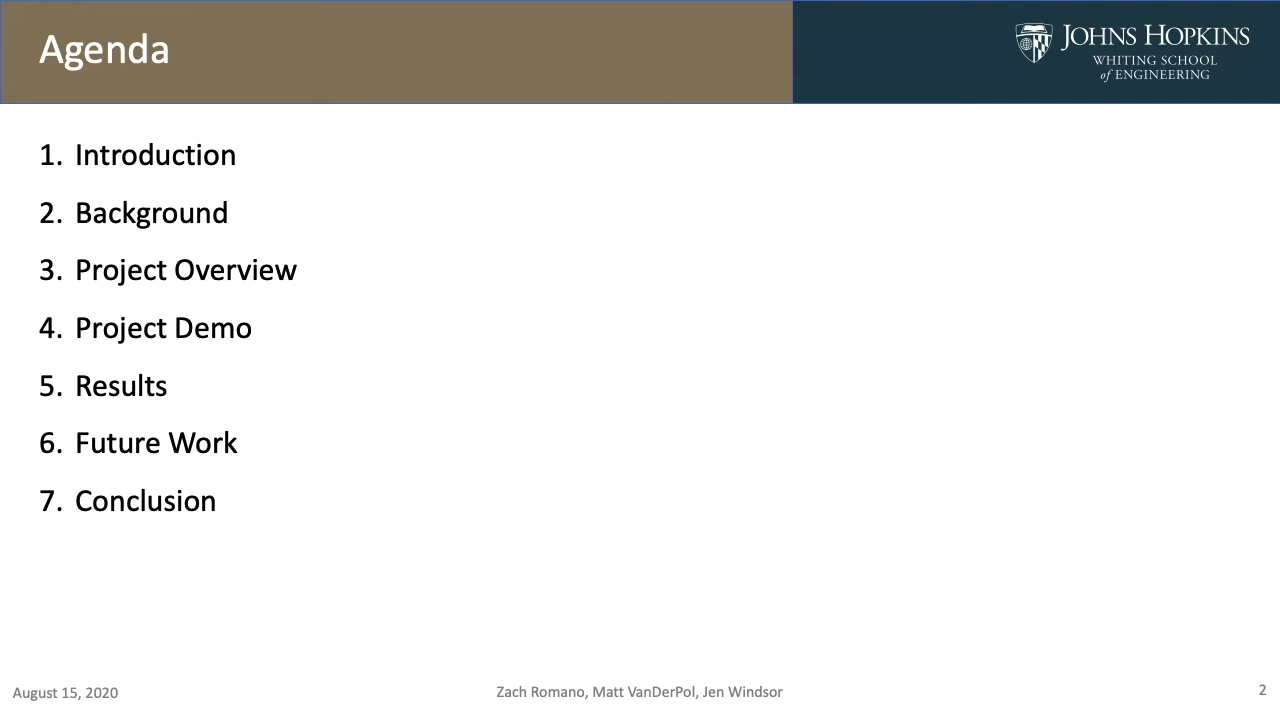 Agenda
JOHNS HOPKINS
WHITING SCHOOL
of ENGINEERING
1. Introduction
2. Background
3. Project Overview
4. Project Demo
5. Results
6. Future Work
7. Conclusion
August 15, 2020
Zach Romano, Matt VanDerPol, Jen Windsor
2